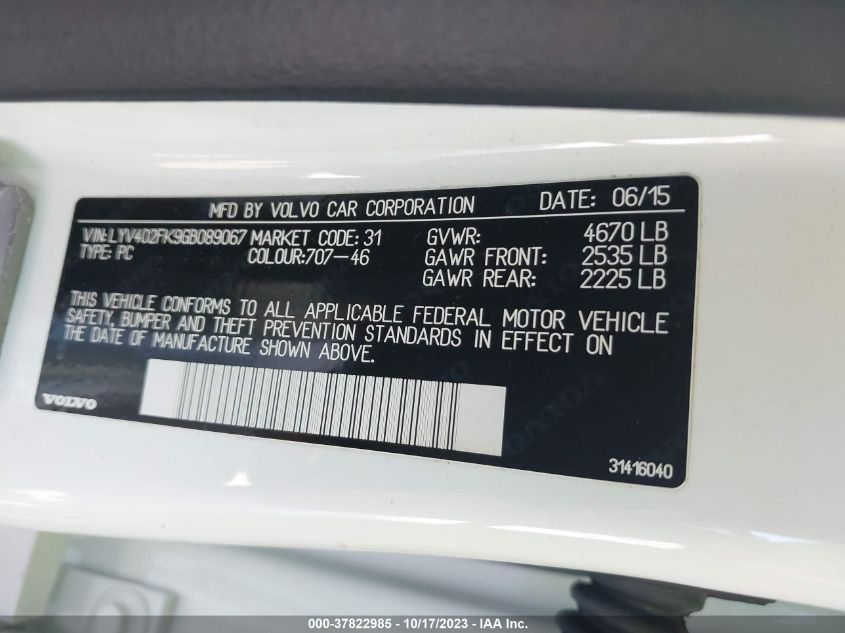 MFD BY VOLVO CAR CORPORATION DATE: 06/15
VIN: LYV402FK9GB089067 MARKET CODE: 31 GVWR: 4670 LB
TYPE: PC COLOUR: 707-46 GAWR FRONT: 2535 LB
GAWR REAR: 2225 LB
THIS VEHICLE CONFORMS TO ALL APPLICABLE FEDERAL MOTOR VEHICLE
SAFETY, BUMPER AND THEFT PREVENTION STANDARDS IN EFFECT ON
THE DATE OF MANUFACTURE SHOWN ABOVE.
VOLVO
31416040
000-37822985 - 10/17/2023 - IAA Inc.